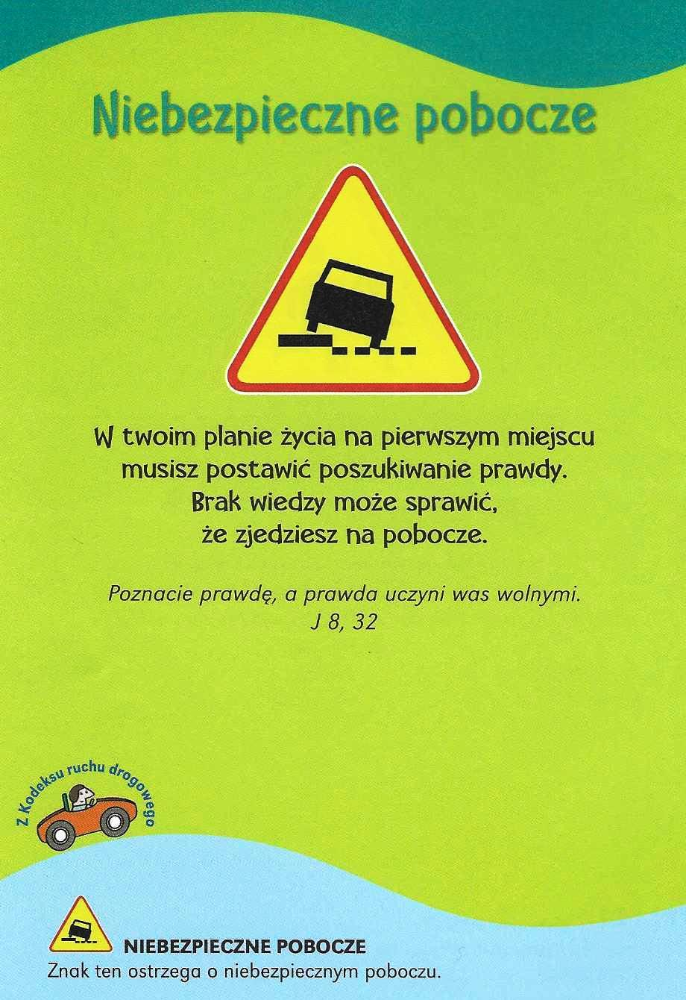 Niebezpieczne pobocze
W twoim planie życia na pierwszym miejscu
musisz postawić poszukiwanie prawdy.
Brak wiedzy może sprawić,
że zjedziesz na pobocze.
Poznacie prawdę, a prawda uczyni was wolnymi.
J 8, 32
Z Kodeksu ruchu drogowego
NIEBEZPIECZNE POBOCZE
Znak ten ostrzega o niebezpiecznym poboczu.